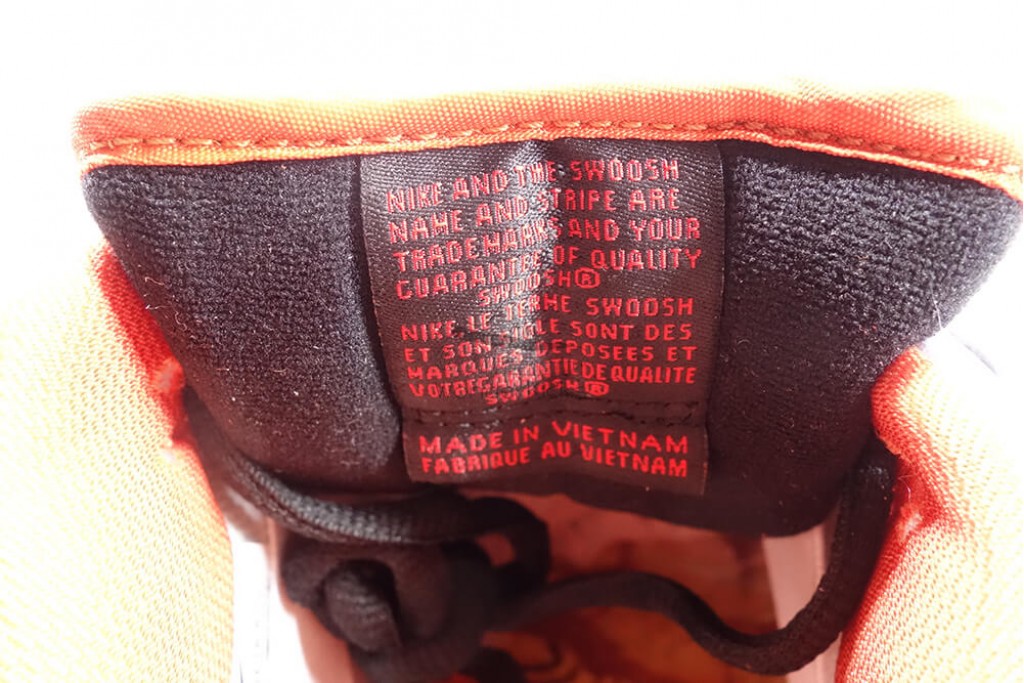 NIKE AND THE SWOOSH
NAME AND STRIPE ARE
TRADEMARKS AND YOUR
GUARANTEE OF QUALITY
SWOOSH®
NIKE LE TERME SWOOSH
ET SON SIGLE SONT DES
MARQUES DEPOSEES ET
VOTRE GARANTIE DE QUALITE
SWOOSH®
MADE IN VIETNAM
FABRIQUE AU VIETNAM